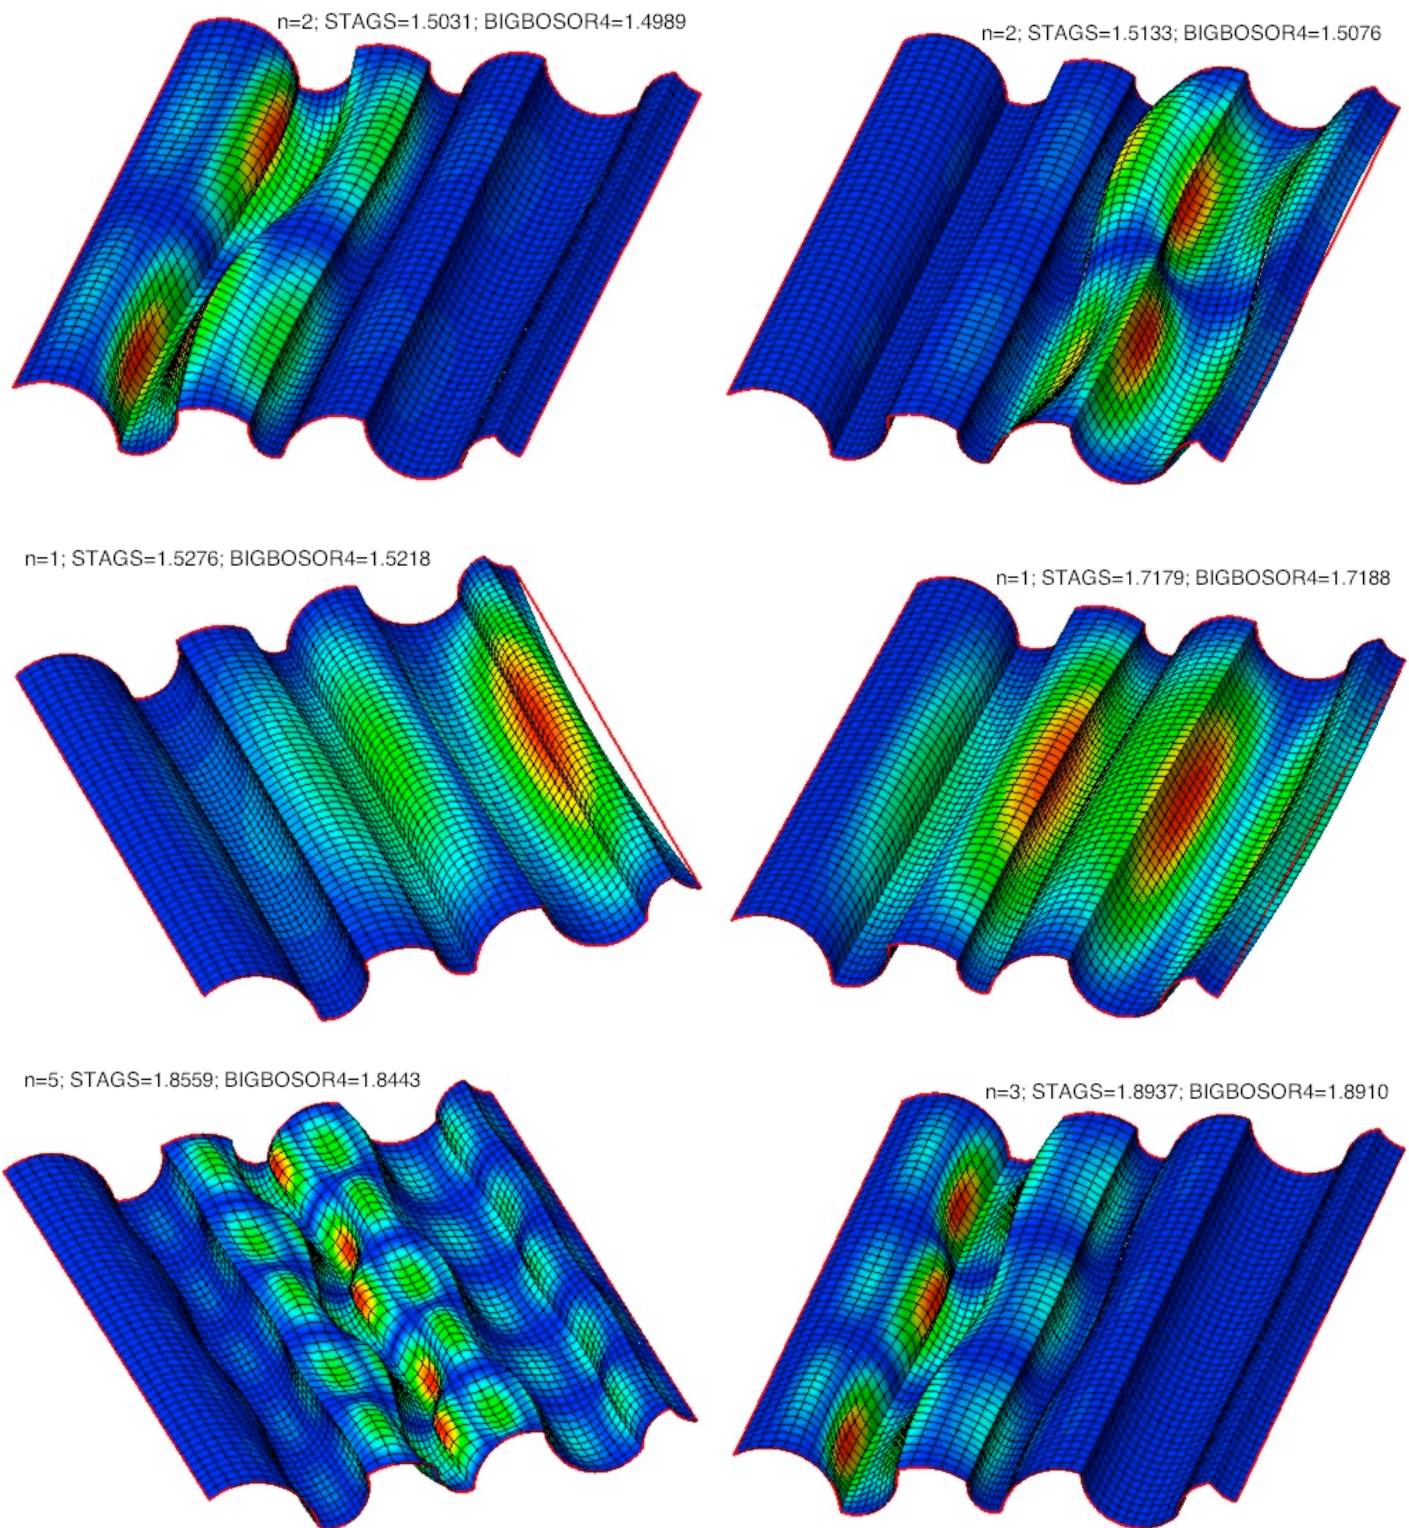 n=2; STAGS=1.5031; BIGBOSOR4=1.4989
n=2; STAGS=1.5133; BIGBOSOR4=1.5076
n=1; STAGS=1.5276; BIGBOSOR4=1.5218
n=1; STAGS=1.7179; BIGBOSOR4=1.7188
n=5; STAGS=1.8559; BIGBOSOR4=1.8443
n=3; STAGS=1.8937; BIGBOSOR4=1.8910